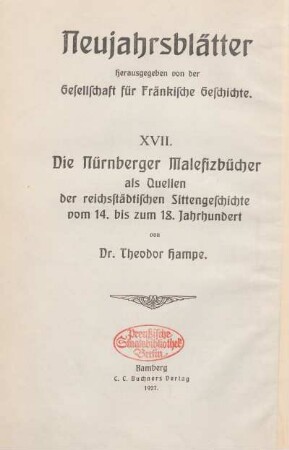 Neujahrsblätter
Herausgegeben von der
Gesellschaft für Fränkische Geschichte.
XVII.
Die Nürnberger Malefizbücher
als Quellen
der reichsstädtischen Sittengeschichte
vom 14. bis zum 18. Jahrhundert
von
Dr. Theodor Hampe.
Preußische
Staatsbibliothek
Berlin
Bamberg
C. C. Buchners Verlag
1927.